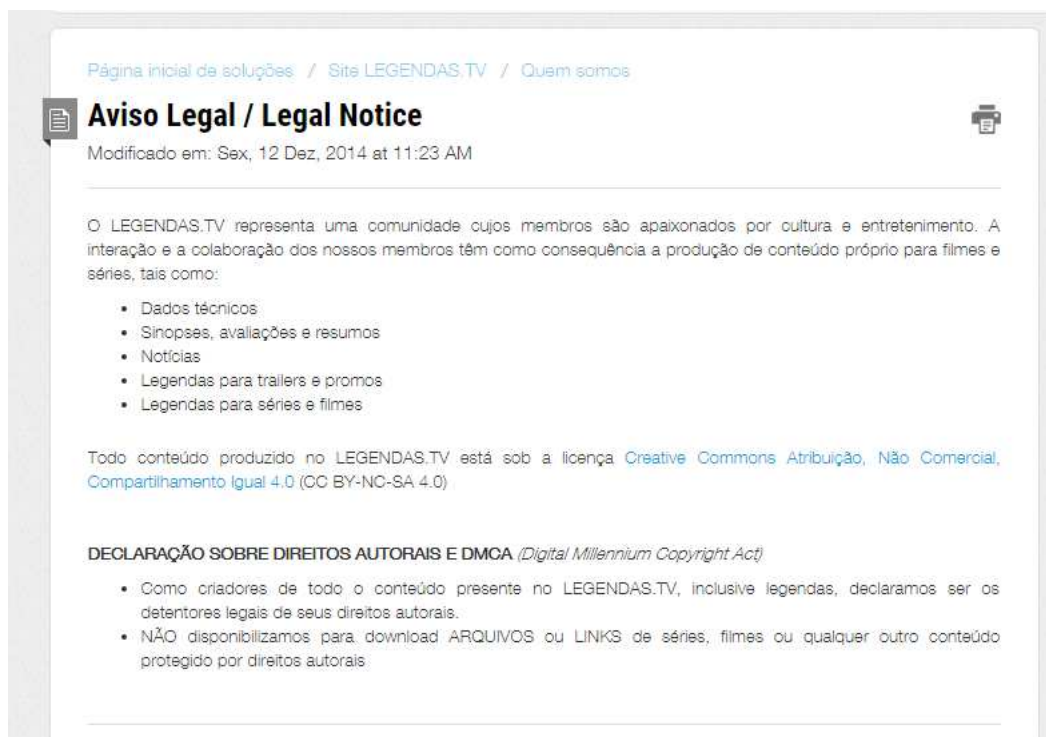 Página inicial de soluções / Site LEGENDAS.TV / Quem somos
Aviso Legal / Legal Notice
Modificado em: Sex, 12 Dez, 2014 at 11:23 AM
O LEGENDAS.TV representa uma comunidade cujos membros são apaixonados por cultura e entretenimento. A
interação e a colaboração dos nossos membros têm como consequência a produção de conteúdo próprio para filmes e
séries, tais como:
• Dados técnicos
• Sinopses, avaliações e resumos
• Notícias
• Legendas para trailers e promos
• Legendas para séries e filmes
Todo conteúdo produzido no LEGENDAS.TV está sob a licença Creative Commons Atribuição, Não Comercial,
Compartilhamento Igual 4.0 (CC BY-NC-SA 4.0)
DECLARAÇÃO SOBRE DIREITOS AUTORAIS E DMCA (Digital Millennium Copyright Act)
• Como criadores de todo o conteúdo presente no LEGENDAS.TV, inclusive legendas, declaramos ser os
detentores legais de seus direitos autorais.
• NÃO disponibilizamos para download ARQUIVOS ou LINKS de séries, filmes ou qualquer outro conteúdo
protegido por direitos autorais